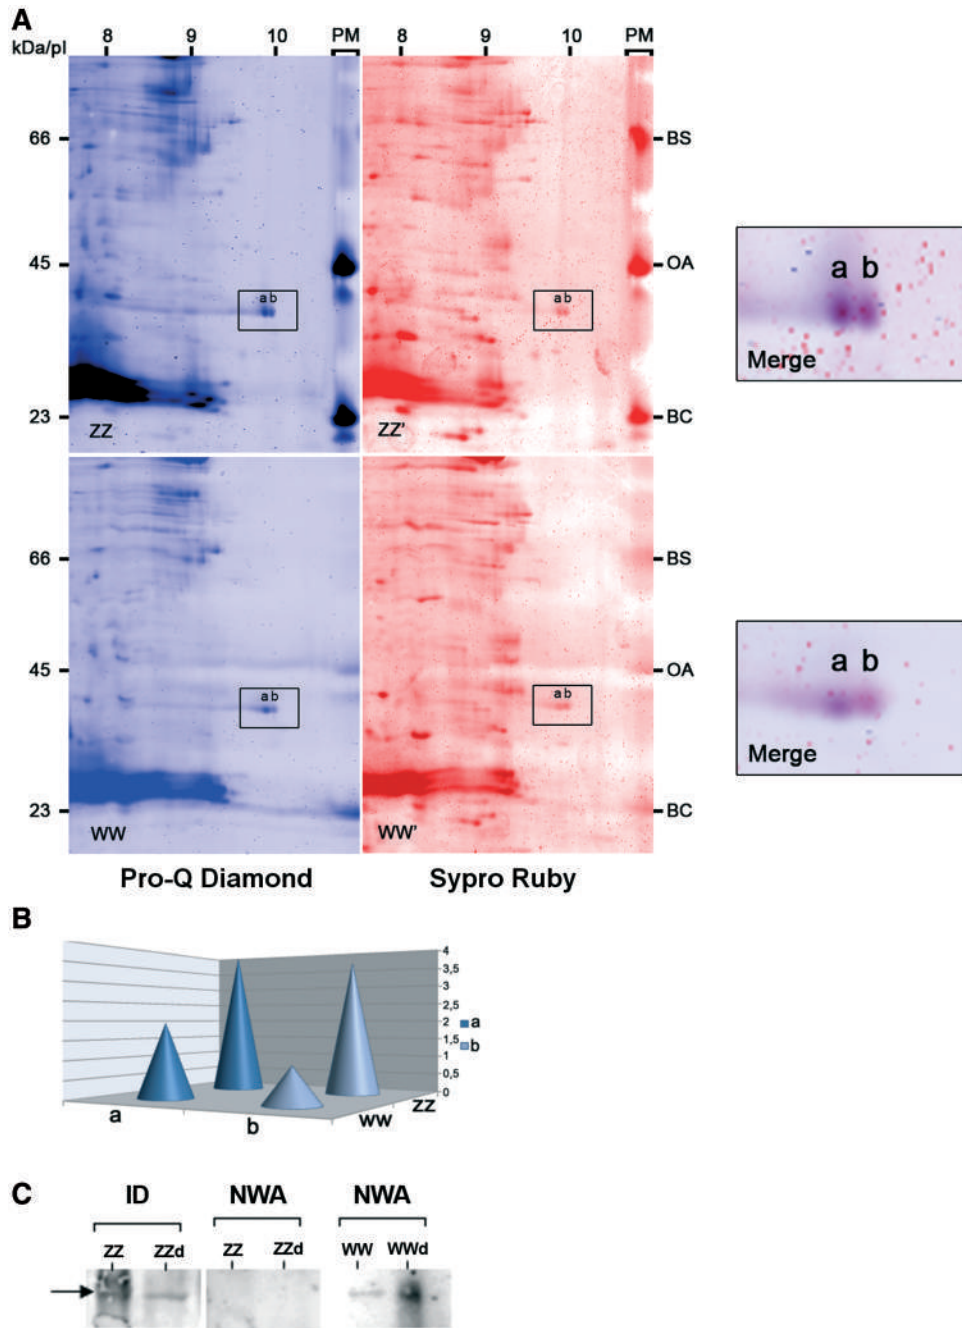 A
kDa/pI 8 9 10 PM 8 9 10 PM
66 BS
45 OA
a b a b
a b
Merge
23 BC
ZZ ZZ'
66 BS
45 OA
a b a b
a b
Merge
23 BC
WW WW'
Pro-Q Diamond Sypro Ruby
B
4
3,5
3
2,5
2
1,5
1
0,5
0
a
b
a b WW ZZ
C
ID NWA NWA
ZZ ZZd ZZ ZZd WW WWd